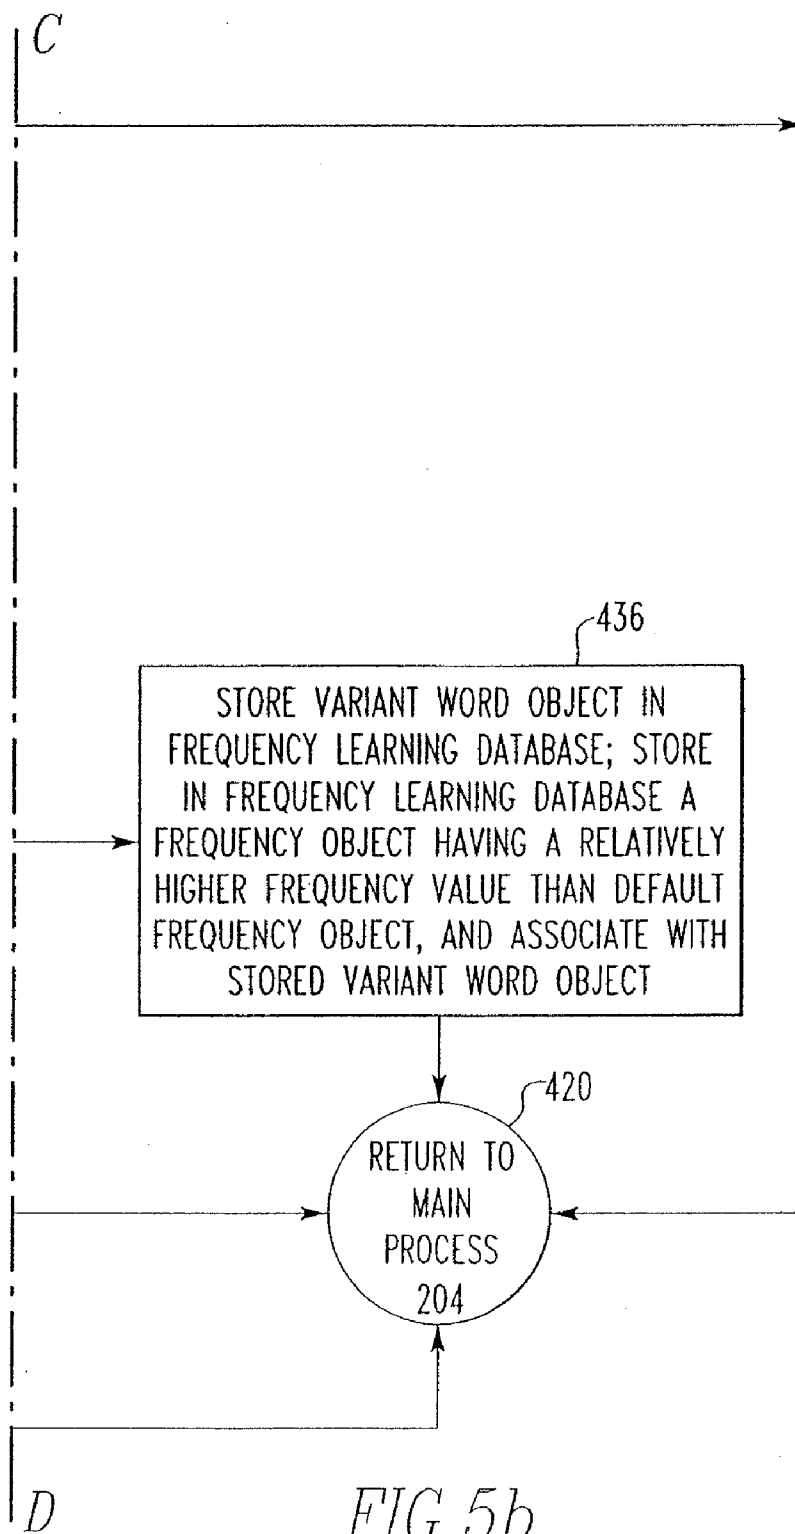 C
436
STORE VARIANT WORD OBJECT IN
FREQUENCY LEARNING DATABASE; STORE
IN FREQUENCY LEARNING DATABASE A
FREQUENCY OBJECT HAVING A RELATIVELY
HIGHER FREQUENCY VALUE THAN DEFAULT
FREQUENCY OBJECT, AND ASSOCIATE WITH
STORED VARIANT WORD OBJECT
420
RETURN TO
MAIN
PROCESS
204
D
FIG. 5b